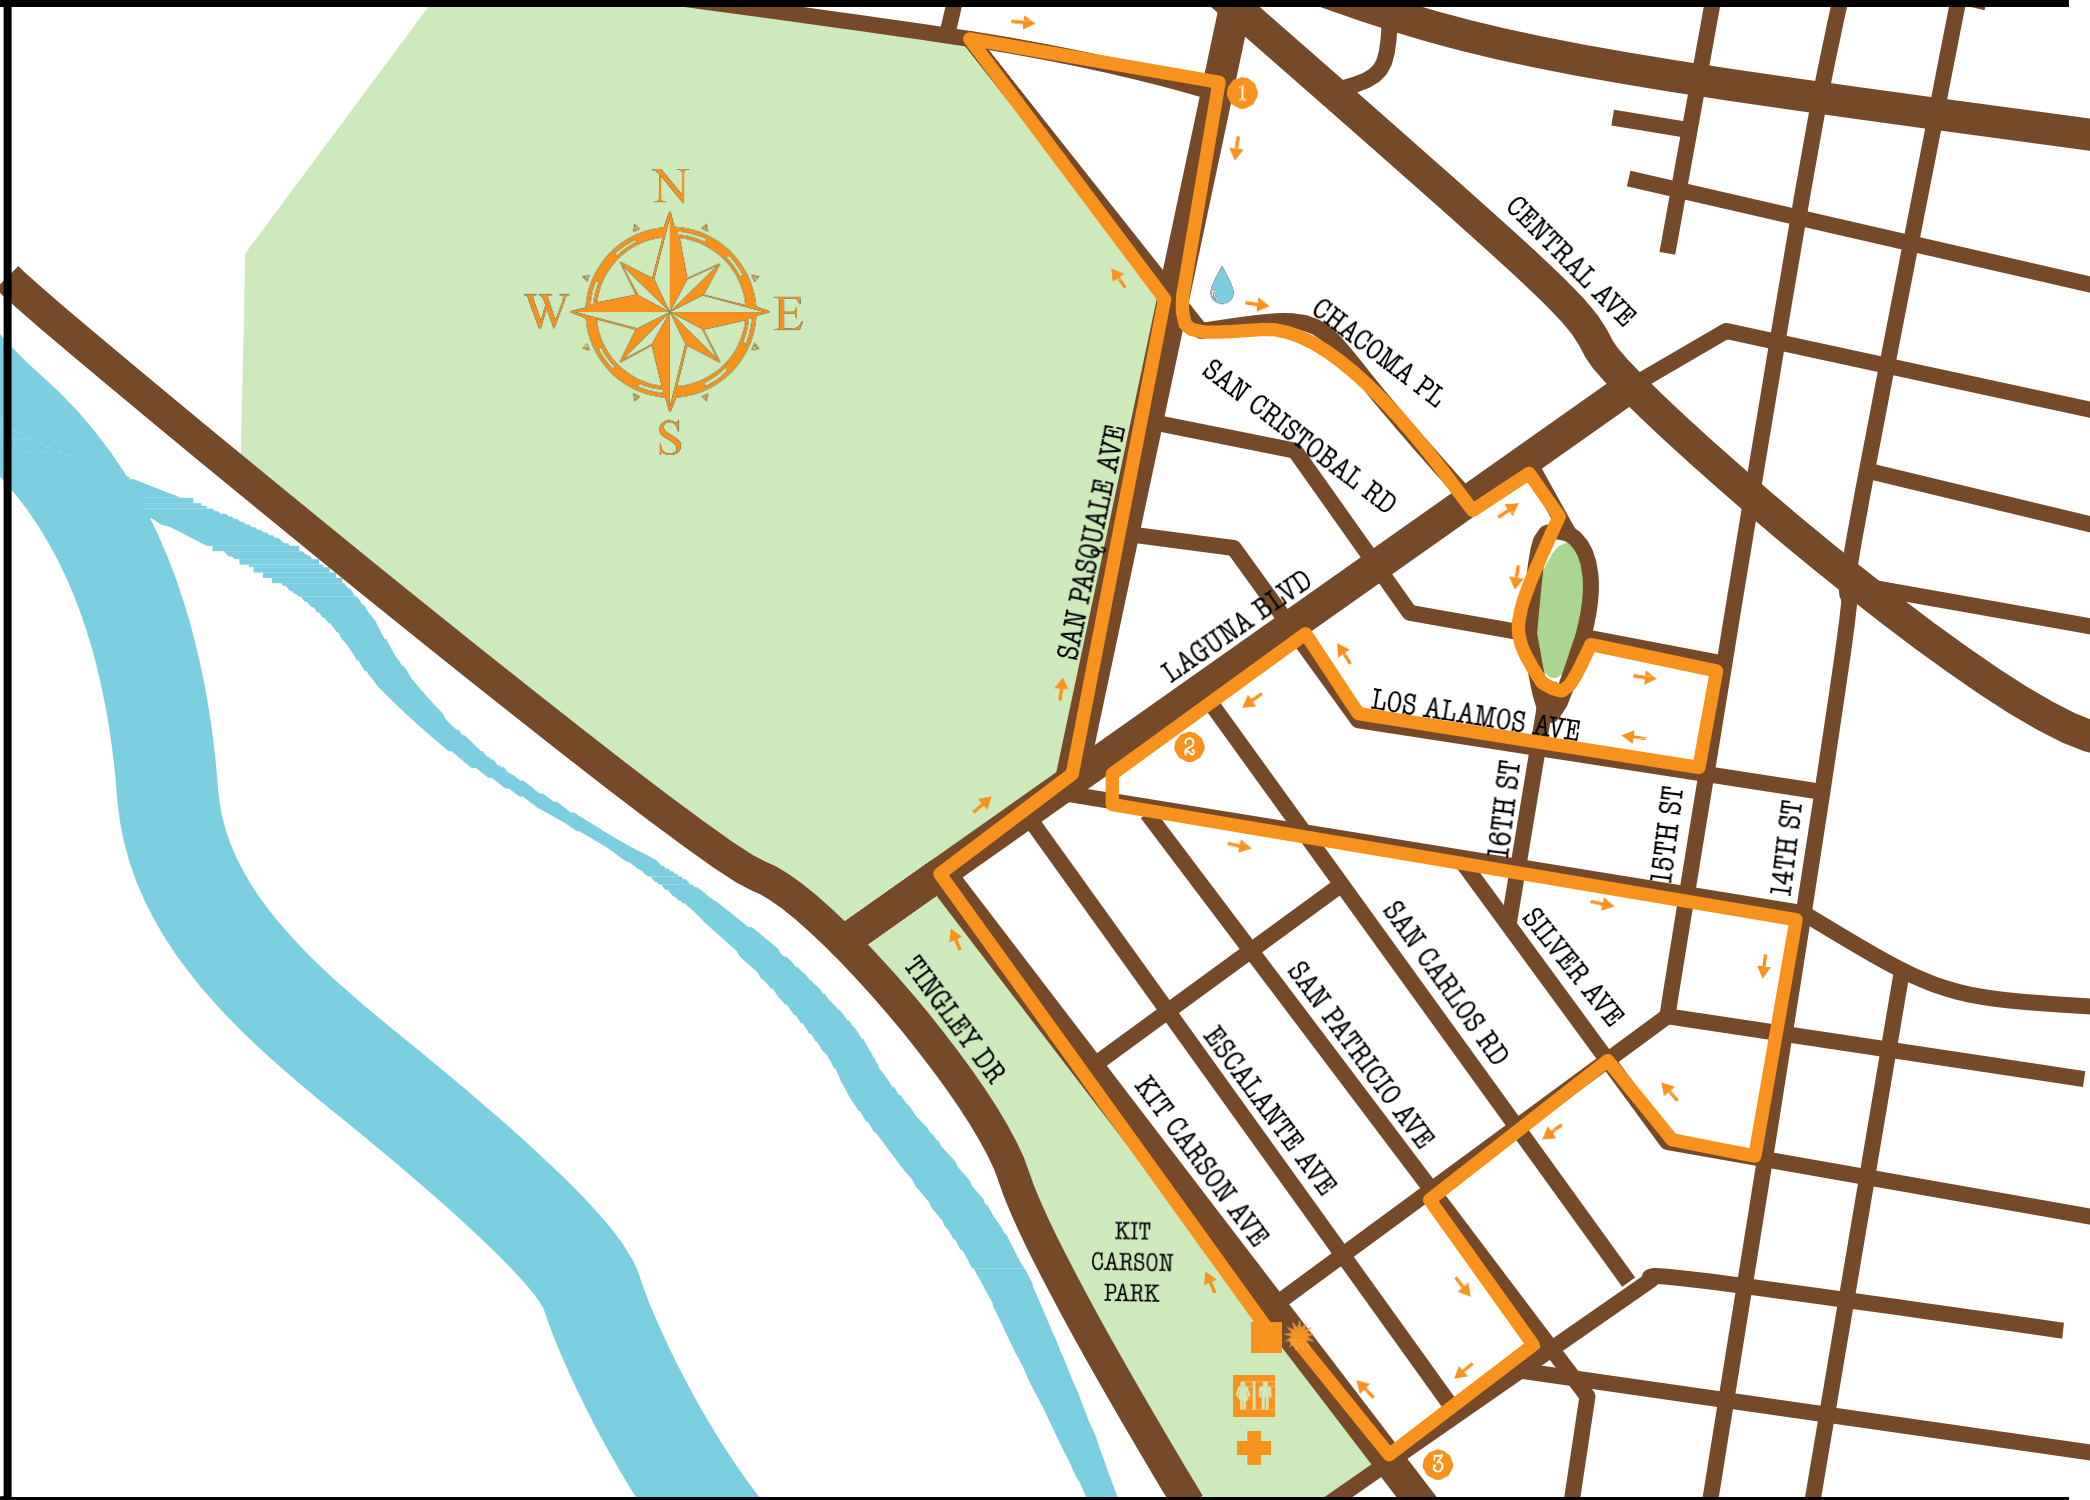 1
N
W
E
S
CENTRAL AVE
CHACOMA PL
SAN CRISTOBAL RD
SAN PASQUALE AVE
LAGUNA BLVD
LOS ALAMOS AVE
2
16TH ST
15TH ST
14TH ST
SILVER AVE
SAN CARLOS RD
SAN PATRICIO AVE
ESCALANTE AVE
KIT CARSON AVE
TINGLEY DR
KIT
CARSON
PARK
3